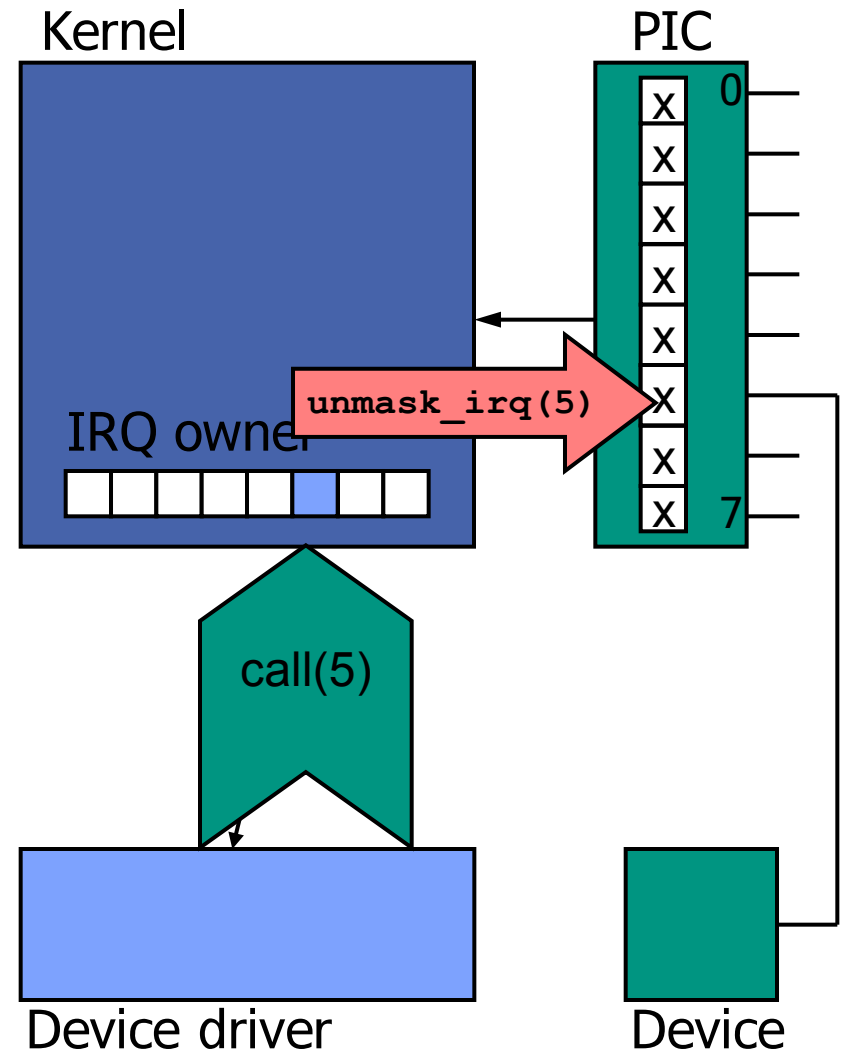 Kernel
PIC
x
0
x
x
x
x
unmask_irq(5)
x
IRQ owner
x
x
7
call(5)
Device driver
Device